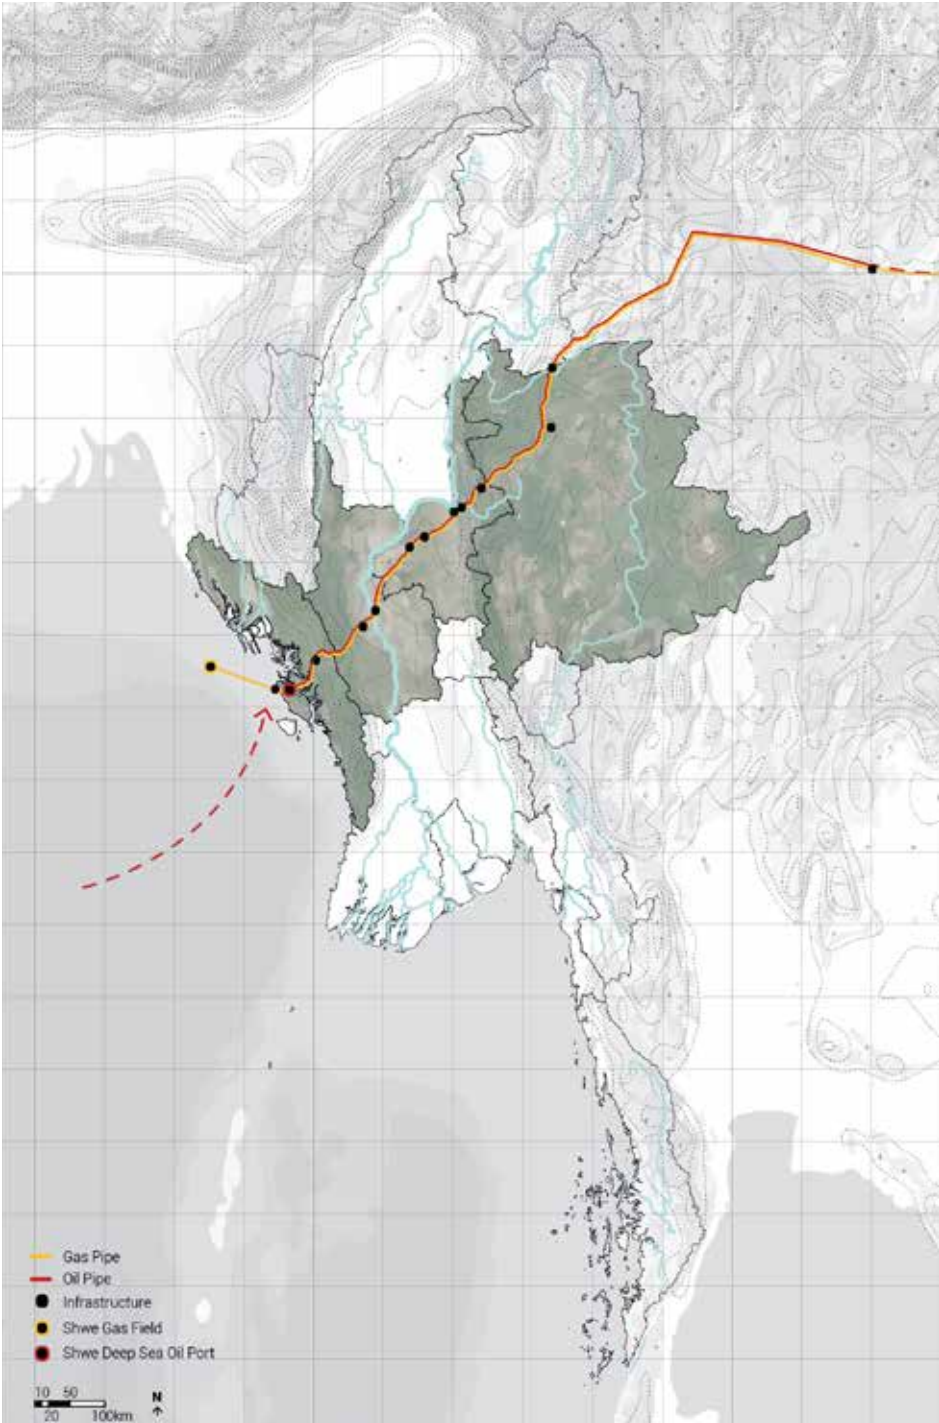 Gas Pipe
Oil Pipe
Infrastructure
Shwe Gas Field
Shwe Deep Sea Oil Port
10 50
20 100km
N